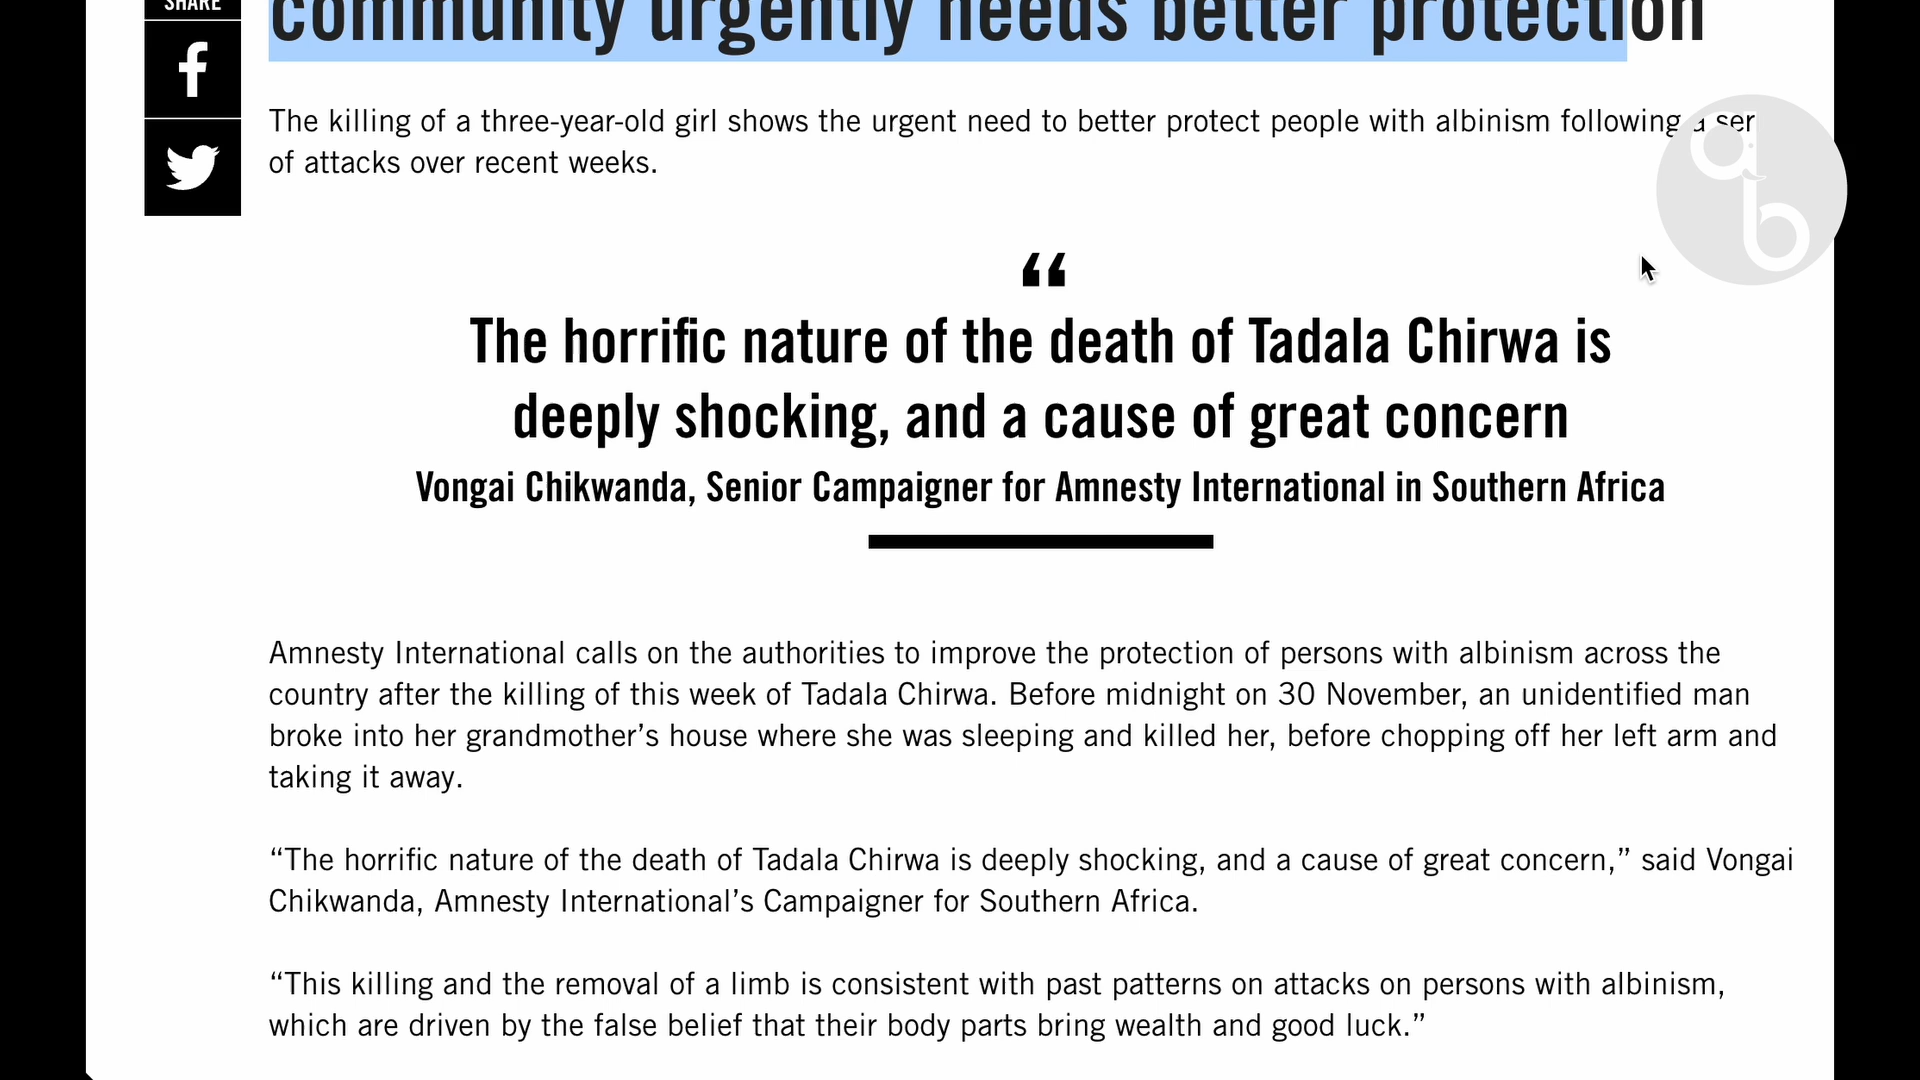 SHARE
community urgently needs better protection
The killing of a three-year-old girl shows the urgent need to better protect people with albinism following a ser
of attacks over recent weeks.
ab
“
The horrific nature of the death of Tadala Chirwa is
deeply shocking, and a cause of great concern
Vongai Chikwanda, Senior Campaigner for Amnesty International in Southern Africa
Amnesty International calls on the authorities to improve the protection of persons with albinism across the
country after the killing of this week of Tadala Chirwa. Before midnight on 30 November, an unidentified man
broke into her grandmother’s house where she was sleeping and killed her, before chopping off her left arm and
taking it away.
“The horrific nature of the death of Tadala Chirwa is deeply shocking, and a cause of great concern,” said Vongai
Chikwanda, Amnesty International’s Campaigner for Southern Africa.
“This killing and the removal of a limb is consistent with past patterns on attacks on persons with albinism,
which are driven by the false belief that their body parts bring wealth and good luck.”